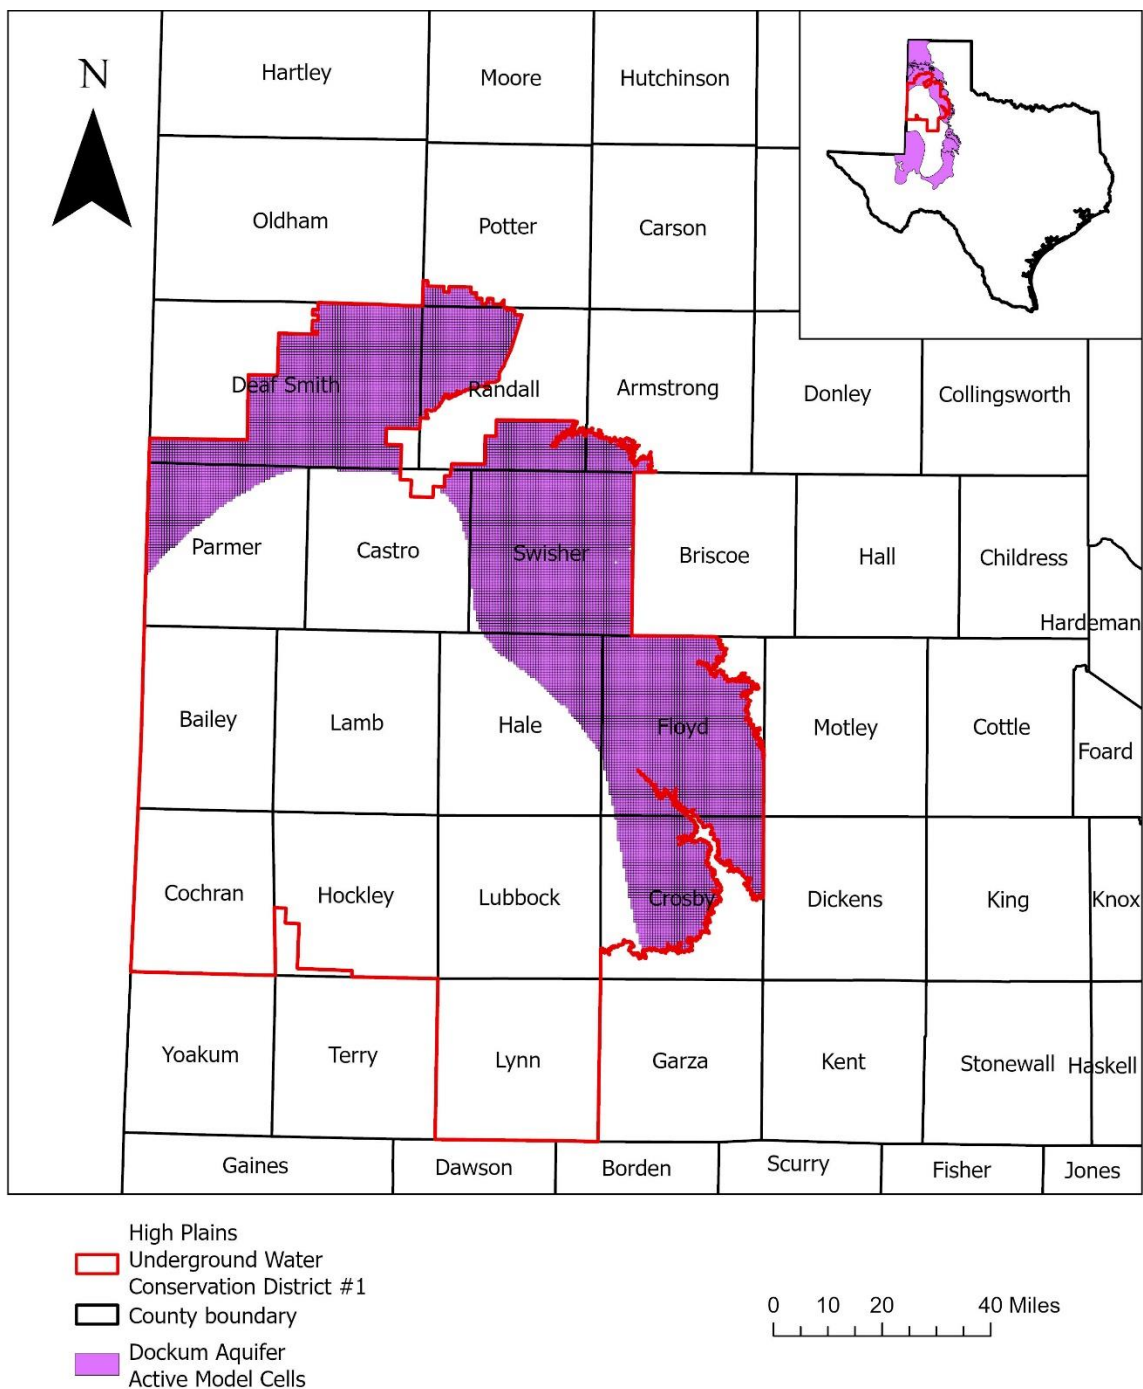 N
Hartley
Moore
Hutchinson
Oldham
Potter
Carson
Deaf Smith
Randall
Armstrong
Donley
Collingsworth
Parmer
Castro
Swisher
Briscoe
Hall
Childress
Hardeman
Bailey
Lamb
Hale
Floyd
Motley
Cottle
Foard
Cochran
Hockley
Lubbock
Crosby
Dickens
King
Knox
Yoakum
Terry
Lynn
Garza
Kent
Stonewall
Haskell
Gaines
Dawson
Borden
Scurry
Fisher
Jones
High Plains
Underground Water
Conservation District #1
County boundary
Dockum Aquifer
Active Model Cells
0 10 20 40 Miles